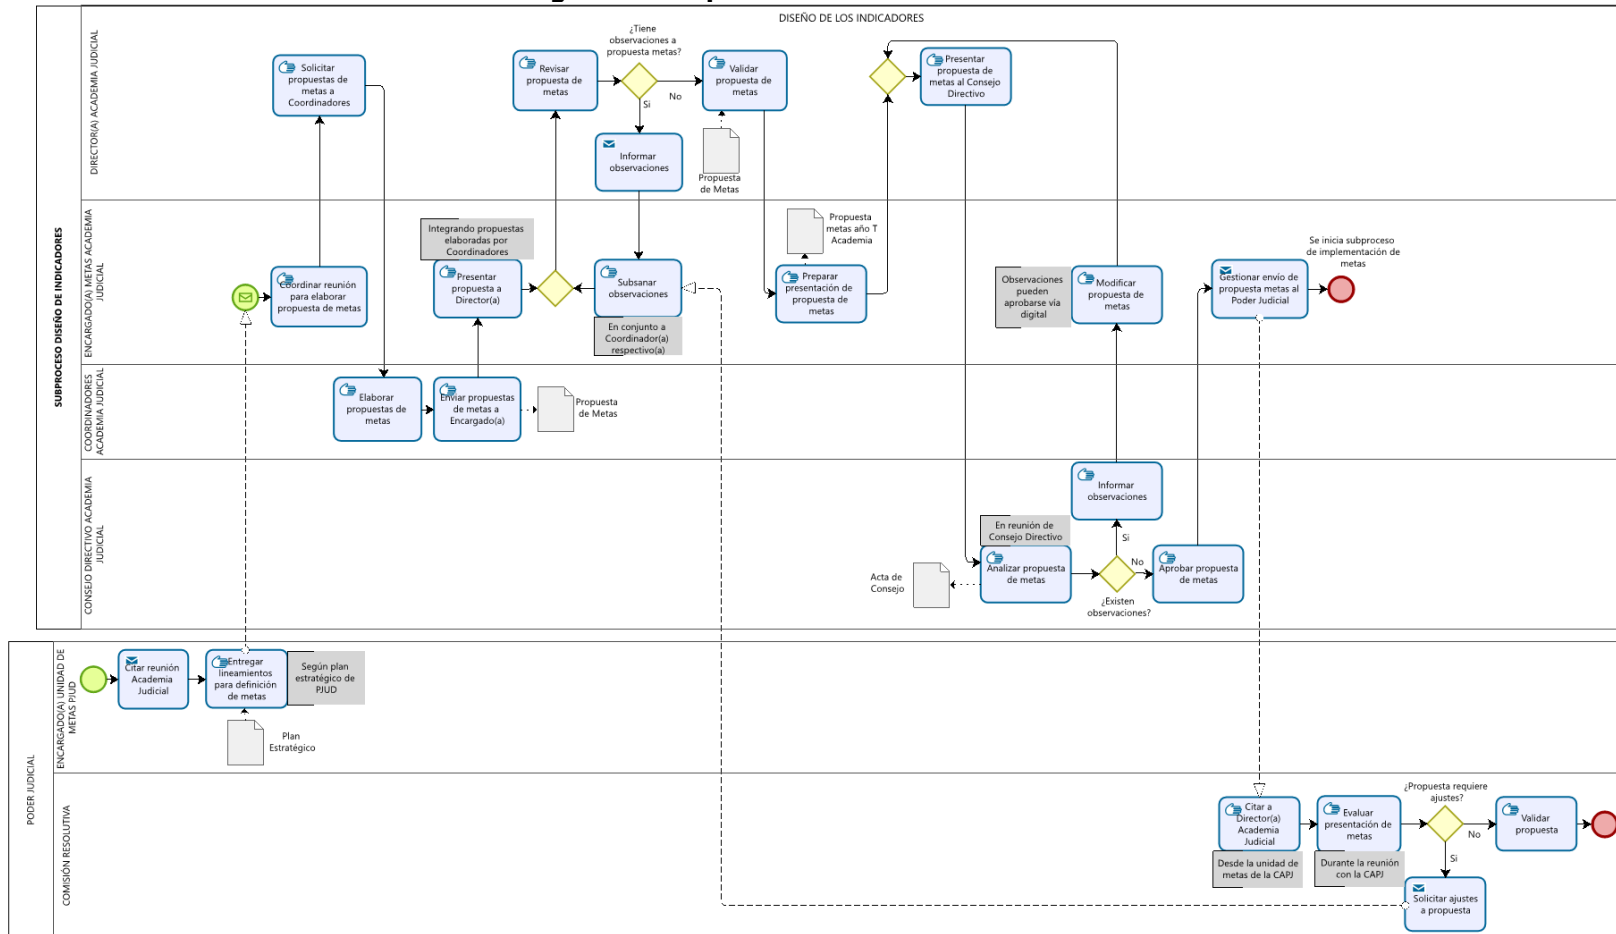 DISEÑO DE LOS INDICADORES
SUBPROCESO DISEÑO DE INDICADORES
DIRECTOR(A) ACADEMIA JUDICIAL
Solicitar
propuestas de
metas a
Coordinadores
Revisar
propuesta de
metas
¿Tiene
observaciones a
propuesta metas?
Si
No
Informar
observaciones
Validar
propuesta de
metas
Propuesta
de Metas
Presentar
propuesta de
metas al Consejo
Directivo
ENCARGADO(A) METAS ACADEMIA
JUDICIAL
Coordinar reunión
para elaborar
propuesta de metas
Integrando propuestas
elaboradas por
Coordinadores
Presentar
propuesta a
Director(a)
Subsanar
observaciones
En conjunto a
Coordinador(a)
respectivo(a)
Propuesta
metas año T
Academia
Preparar
presentación de
propuesta de
metas
Observaciones
pueden
aprobarse vía
digital
Modificar
propuesta de
metas
Gestionar envío de
propuesta metas al
Poder Judicial
Se inicia subproceso
de implementación de
metas
COORDINADORES
ACADEMIA JUDICIAL
Elaborar
propuestas de
metas
Enviar propuestas
de metas a
Encargado(a)
Propuesta
de Metas
CONSEJO DIRECTIVO ACADEMIA
JUDICIAL
Informar
observaciones
En reunión de
Consejo Directivo
Acta de
Consejo
Analizar propuesta
de metas
Si
No
¿Existen
observaciones?
Aprobar propuesta
de metas
PODER JUDICIAL
ENCARGADO(A) UNIDAD DE
METAS PJUD
Citar reunión
Academia
Judicial
Entregar
lineamientos
para definición
de metas
Según plan
estratégico de
PJUD
Plan
Estratégico
COMISIÓN RESOLUTIVA
Citar a
Director(a)
Academia
Judicial
Desde la unidad de
metas de la CAPJ
Evaluar
presentación de
metas
Durante la reunión
con la CAPJ
¿Propuesta requiere
ajustes?
No
Si
Validar
propuesta
Solicitar ajustes
a propuesta